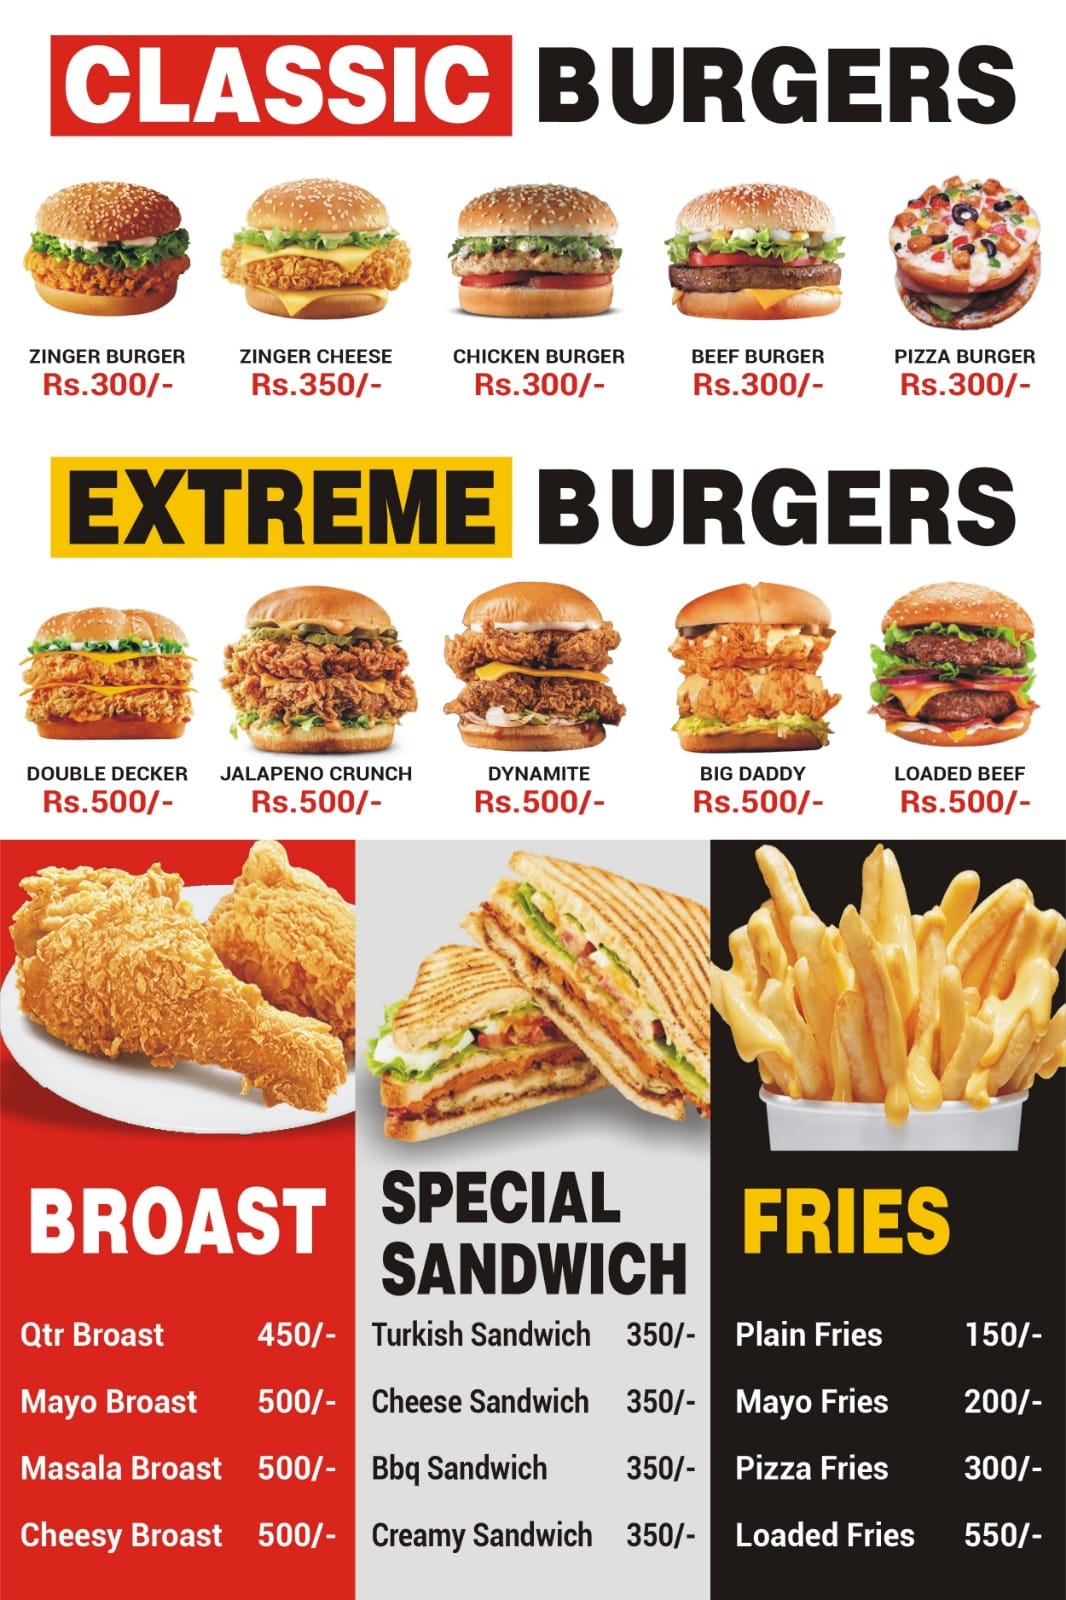 CLASSIC BURGERS
ZINGER BURGER
Rs.300/-
ZINGER CHEESE
Rs.350/-
CHICKEN BURGER
Rs.300/-
BEEF BURGER
Rs.300/-
PIZZA BURGER
Rs.300/-
EXTREME BURGERS
DOUBLE DECKER
Rs.500/-
JALAPENO CRUNCH
Rs.500/-
DYNAMITE
Rs.500/-
BIG DADDY
Rs.500/-
LOADED BEEF
Rs.500/-
BROAST
Qtr Broast 450/-
Mayo Broast 500/-
Masala Broast 500/-
Cheesy Broast 500/-
SPECIAL
SANDWICH
Turkish Sandwich 350/-
Cheese Sandwich 350/-
Bbq Sandwich 350/-
Creamy Sandwich 350/-
FRIES
Plain Fries 150/-
Mayo Fries 200/-
Pizza Fries 300/-
Loaded Fries 550/-